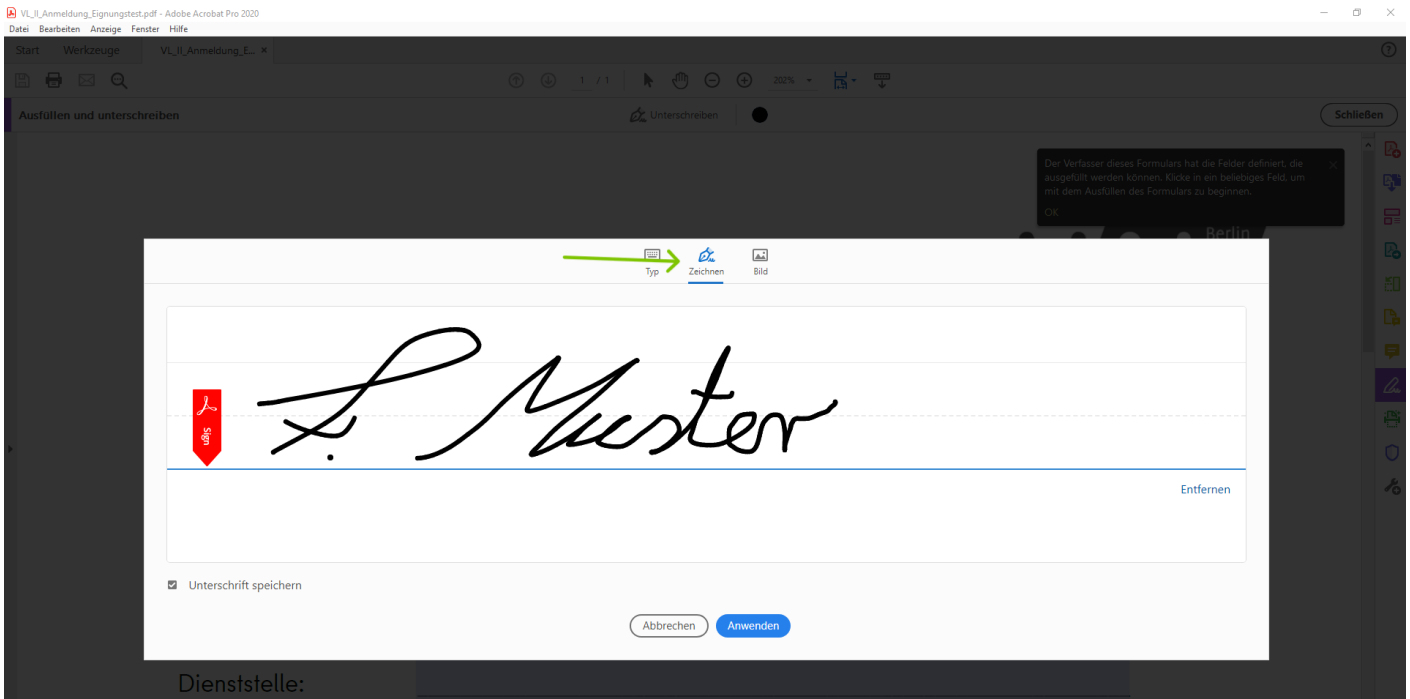 VL_II_Anmeldung_Eignungstest.pdf - Adobe Acrobat Pro 2020
Datei Bearbeiten Anzeige Fenster Hilfe
Start Werkzeuge VL_II_Anmeldung_E... ×
1 / 1 202%
Ausfüllen und unterschreiben Unterschreiben Schließen
Der Verfasser dieses Formulars hat die Felder definiert, die
ausgefüllt werden können. Klicke in ein beliebiges Feld, um
mit dem Ausfüllen des Formulars zu beginnen.
OK
Berlin
Typ Zeichnen Bild
F. Muster
Sign
Entfernen
Unterschrift speichern
Abbrechen Anwenden
Dienststelle: